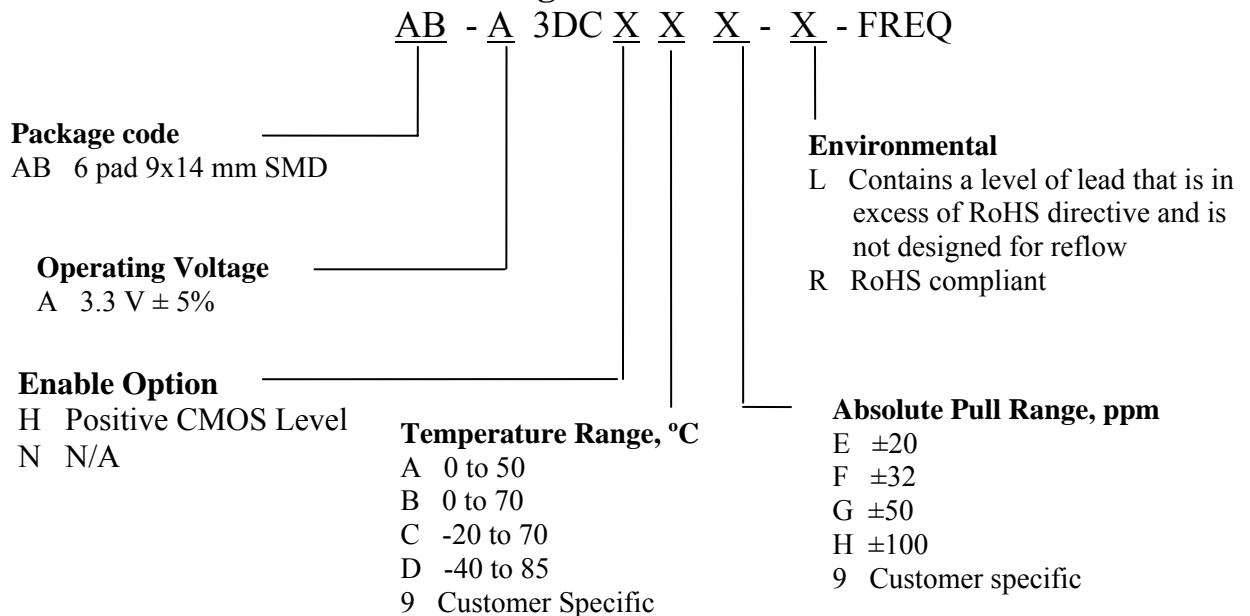 AB - A 3DC X X X - X - FREQ
Package code
AB 6 pad 9x14 mm SMD
Operating Voltage
A 3.3 V ± 5%
Enable Option
H Positive CMOS Level
N N/A
Temperature Range, ºC
A 0 to 50
B 0 to 70
C -20 to 70
D -40 to 85
9 Customer Specific
Absolute Pull Range, ppm
E ±20
F ±32
G ±50
H ±100
9 Customer specific
Environmental
L Contains a level of lead that is in
excess of RoHS directive and is
not designed for reflow
R RoHS compliant